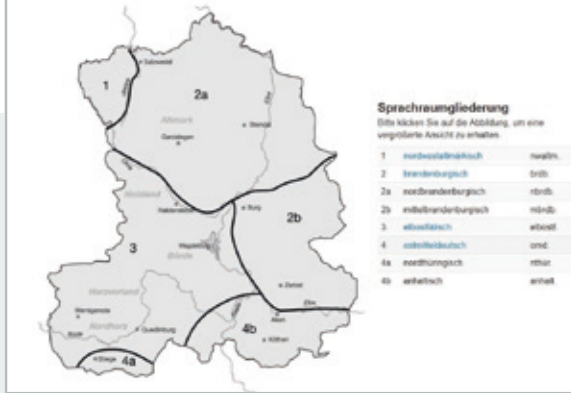 Salzwedel
1
2a
Altmark
Stendal
Gardelegen
Haldensleben
Burg
2b
3
Magdeburg
Börde
Zerbst
Elbe
Harzvorland
Wernigerode
Nordharz
Quedlinburg
Aken
4b
Köthen
Stiege
4a
Sprachraumgliederung
Bitte klicken Sie auf die Abbildung, um eine
vergrößerte Ansicht zu erhalten.
1 nordwestaltmärkisch nwaltm.
2 brandenburgisch brdb.
2a nordbrandenburgisch nbrdb.
2b mittelbrandenburgisch mbrdb.
3 elbostfälisch elbostf.
4 ostmitteldeutsch omd.
4a nordthüringisch nthür.
4b anhaltisch anhalt.